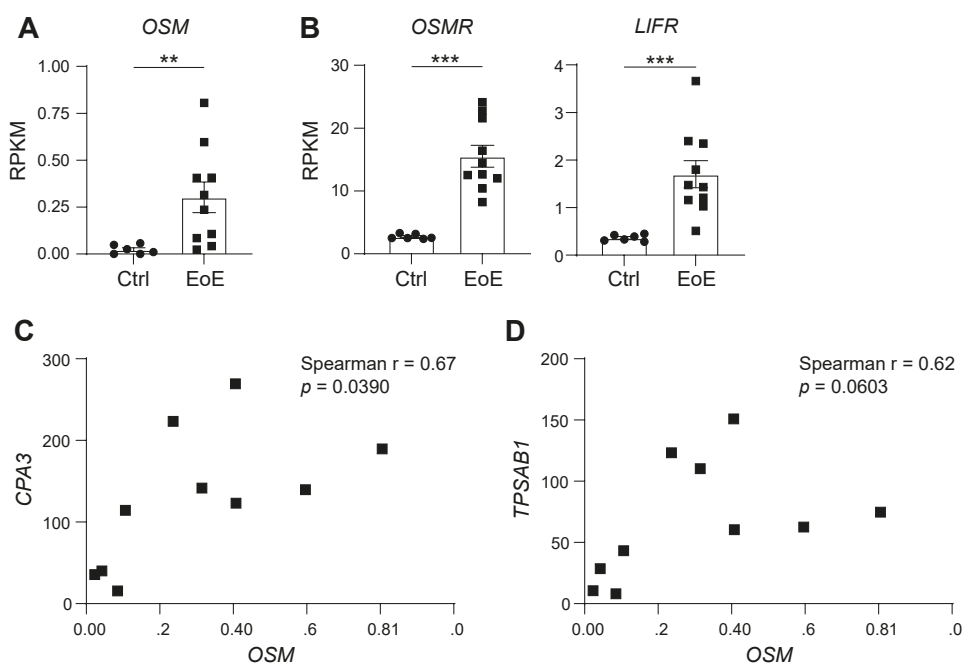 A
OSM
**
RPKM
1.00
0.75
0.50
0.25
0.00
Ctrl EoE
B
OSMR
***
RPKM
30
20
10
0
Ctrl EoE
LIFR
***
4
3
2
1
0
Ctrl EoE
C
Spearman r = 0.67
p = 0.0390
CPA3
300
200
100
0
0.00 .2 0.40 .6 0.81 .0
OSM
D
Spearman r = 0.62
p = 0.0603
TPSAB1
200
150
100
50
0
0.00 .2 0.40 .6 0.81 .0
OSM